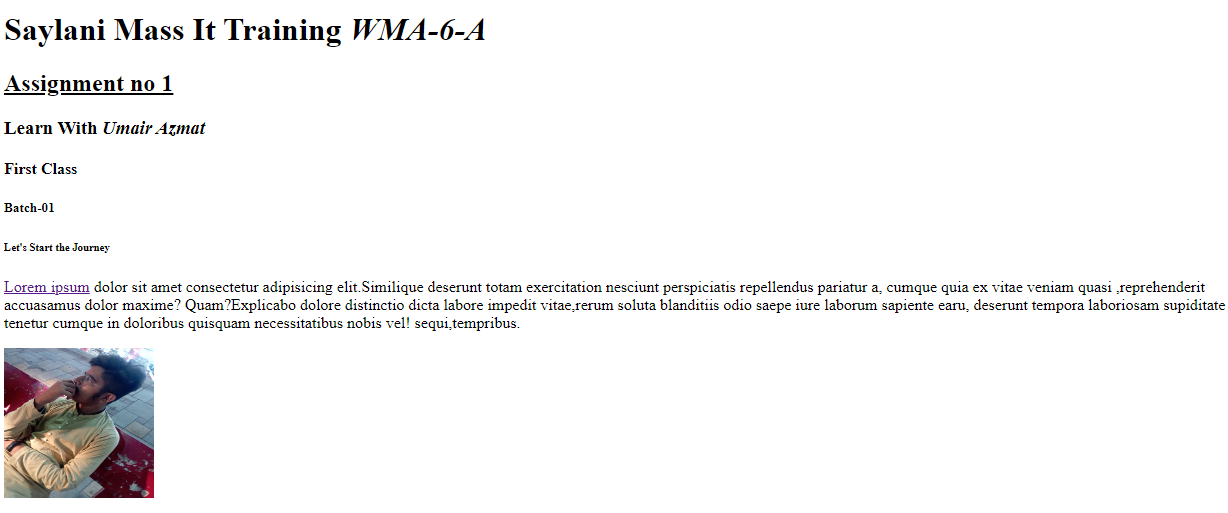 Saylani Mass It Training WMA-6-A
Assignment no 1
Learn With Umair Azmat
First Class
Batch-01
Let's Start the Journey
Lorem ipsum dolor sit amet consectetur adipisicing elit.Similique deserunt totam exercitation nesciunt perspiciatis repellendus pariatur a, cumque quia ex vitae veniam quasi ,reprehenderit
accuasamus dolor maxime? Quam?Explicabo dolore distinctio dicta labore impedit vitae,rerum soluta blanditiis odio saepe iure laborum sapiente earu, deserunt tempora laboriosam supiditate
tenetur cumque in doloribus quisquam necessitatibus nobis vel! sequi,tempribus.